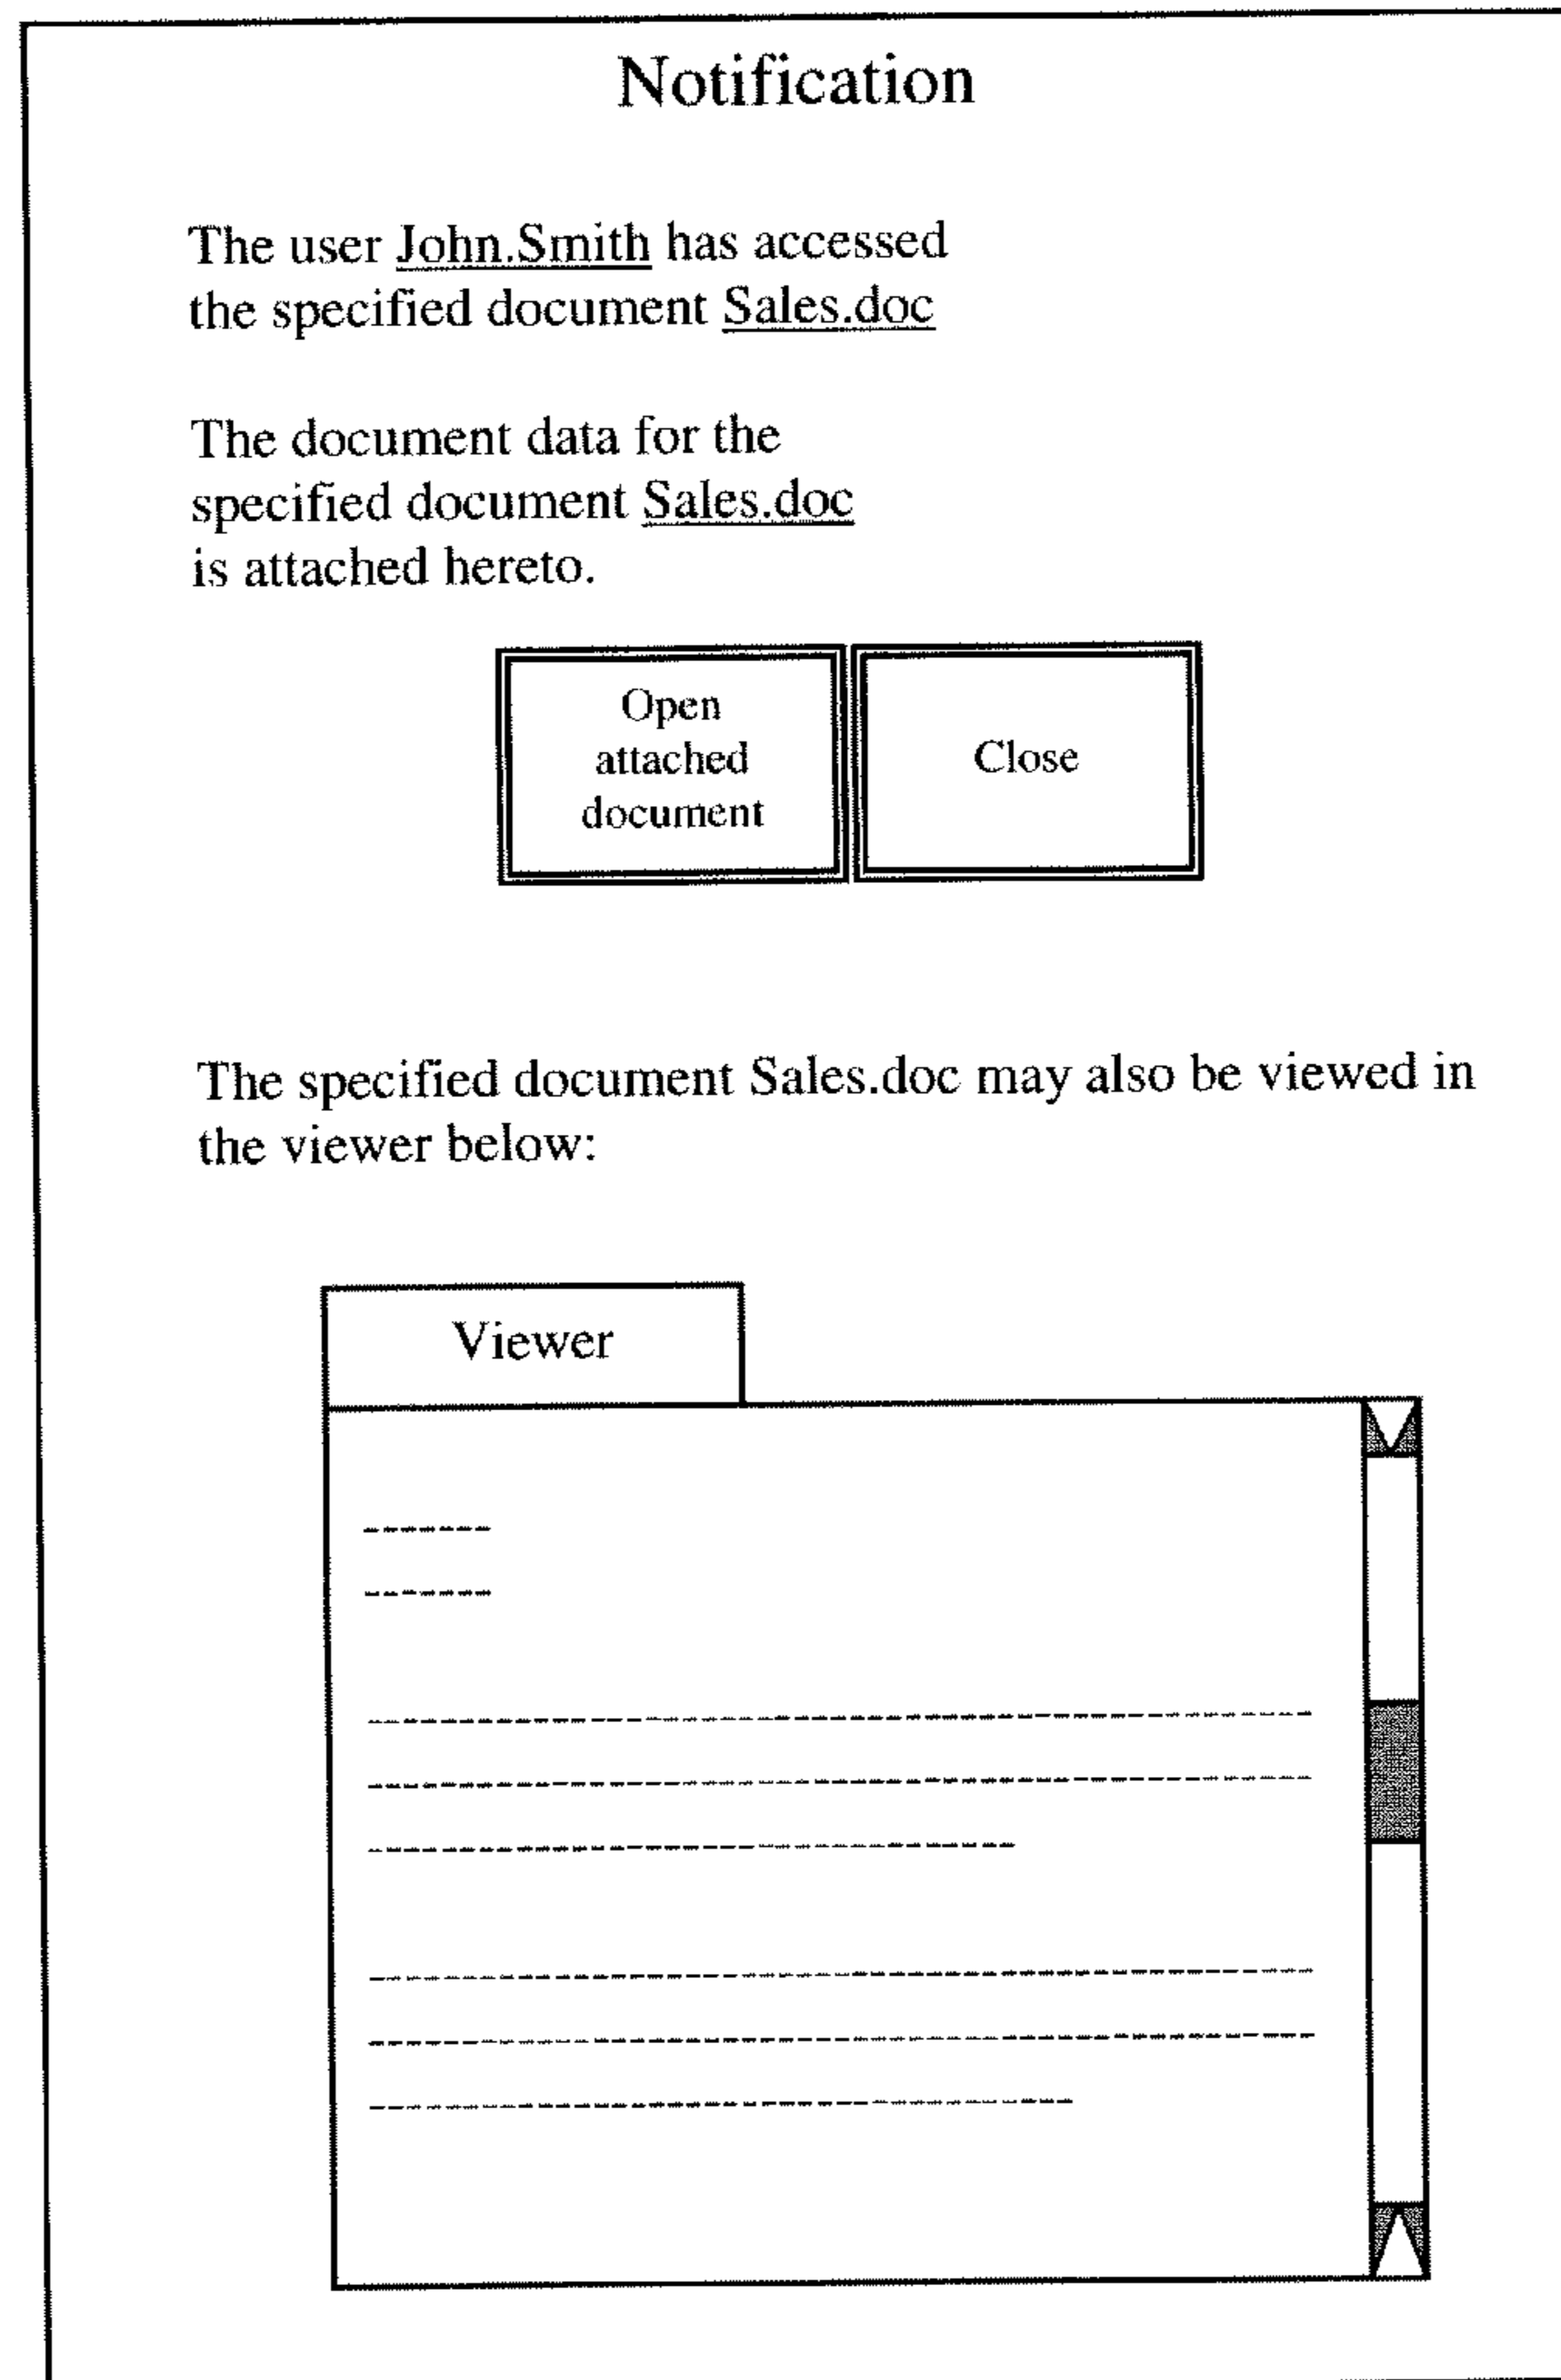 Notification
The user John.Smith has accessed
the specified document Sales.doc
The document data for the
specified document Sales.doc
is attached hereto.
Open
attached
document
Close
The specified document Sales.doc may also be viewed in
the viewer below:
Viewer